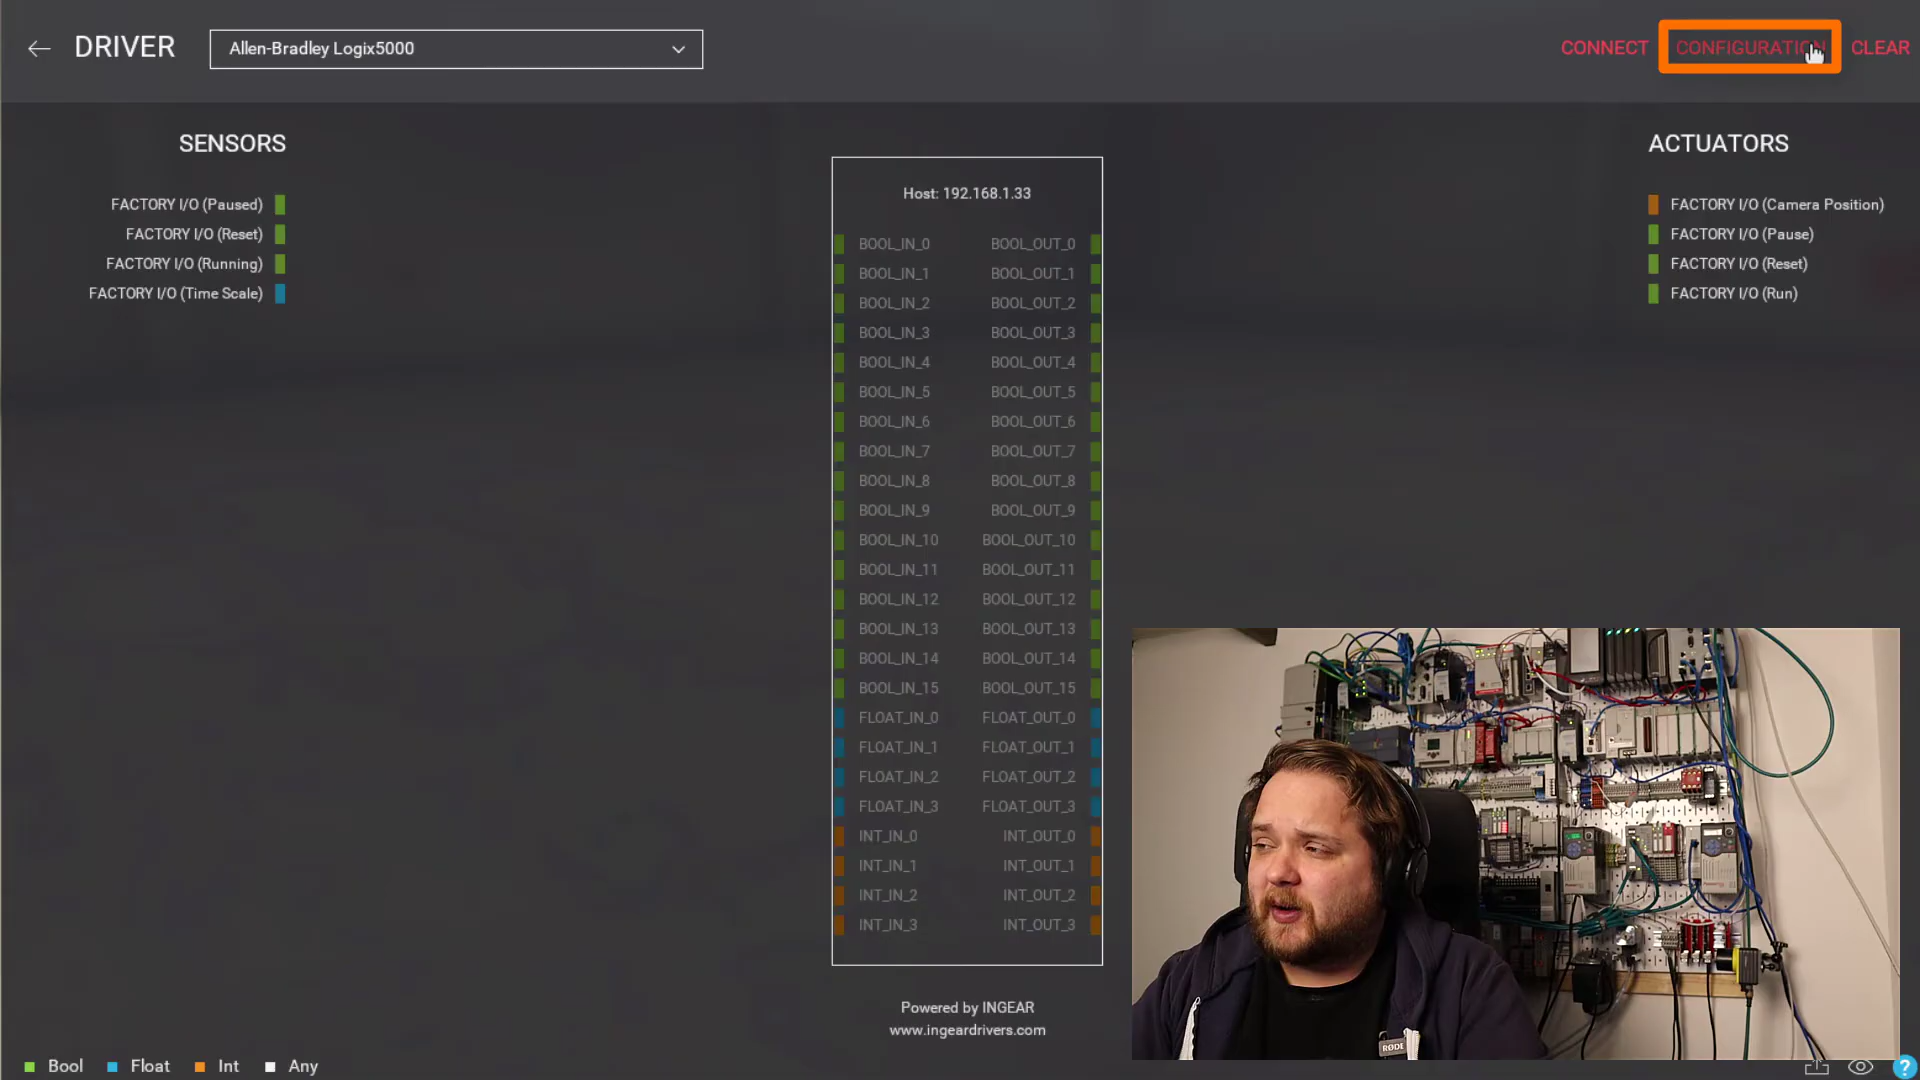 DRIVER
Allen-Bradley Logix5000
CONNECT
CONFIGURATION
CLEAR
SENSORS
FACTORY I/O (Paused)
FACTORY I/O (Reset)
FACTORY I/O (Running)
FACTORY I/O (Time Scale)
Host: 192.168.1.33
BOOL_IN_0 BOOL_OUT_0
BOOL_IN_1 BOOL_OUT_1
BOOL_IN_2 BOOL_OUT_2
BOOL_IN_3 BOOL_OUT_3
BOOL_IN_4 BOOL_OUT_4
BOOL_IN_5 BOOL_OUT_5
BOOL_IN_6 BOOL_OUT_6
BOOL_IN_7 BOOL_OUT_7
BOOL_IN_8 BOOL_OUT_8
BOOL_IN_9 BOOL_OUT_9
BOOL_IN_10 BOOL_OUT_10
BOOL_IN_11 BOOL_OUT_11
BOOL_IN_12 BOOL_OUT_12
BOOL_IN_13 BOOL_OUT_13
BOOL_IN_14 BOOL_OUT_14
BOOL_IN_15 BOOL_OUT_15
FLOAT_IN_0 FLOAT_OUT_0
FLOAT_IN_1 FLOAT_OUT_1
FLOAT_IN_2 FLOAT_OUT_2
FLOAT_IN_3 FLOAT_OUT_3
INT_IN_0 INT_OUT_0
INT_IN_1 INT_OUT_1
INT_IN_2 INT_OUT_2
INT_IN_3 INT_OUT_3
Powered by INGEAR
www.ingeardrivers.com
ACTUATORS
FACTORY I/O (Camera Position)
FACTORY I/O (Pause)
FACTORY I/O (Reset)
FACTORY I/O (Run)
RØDE
Bool
Float
Int
Any
?